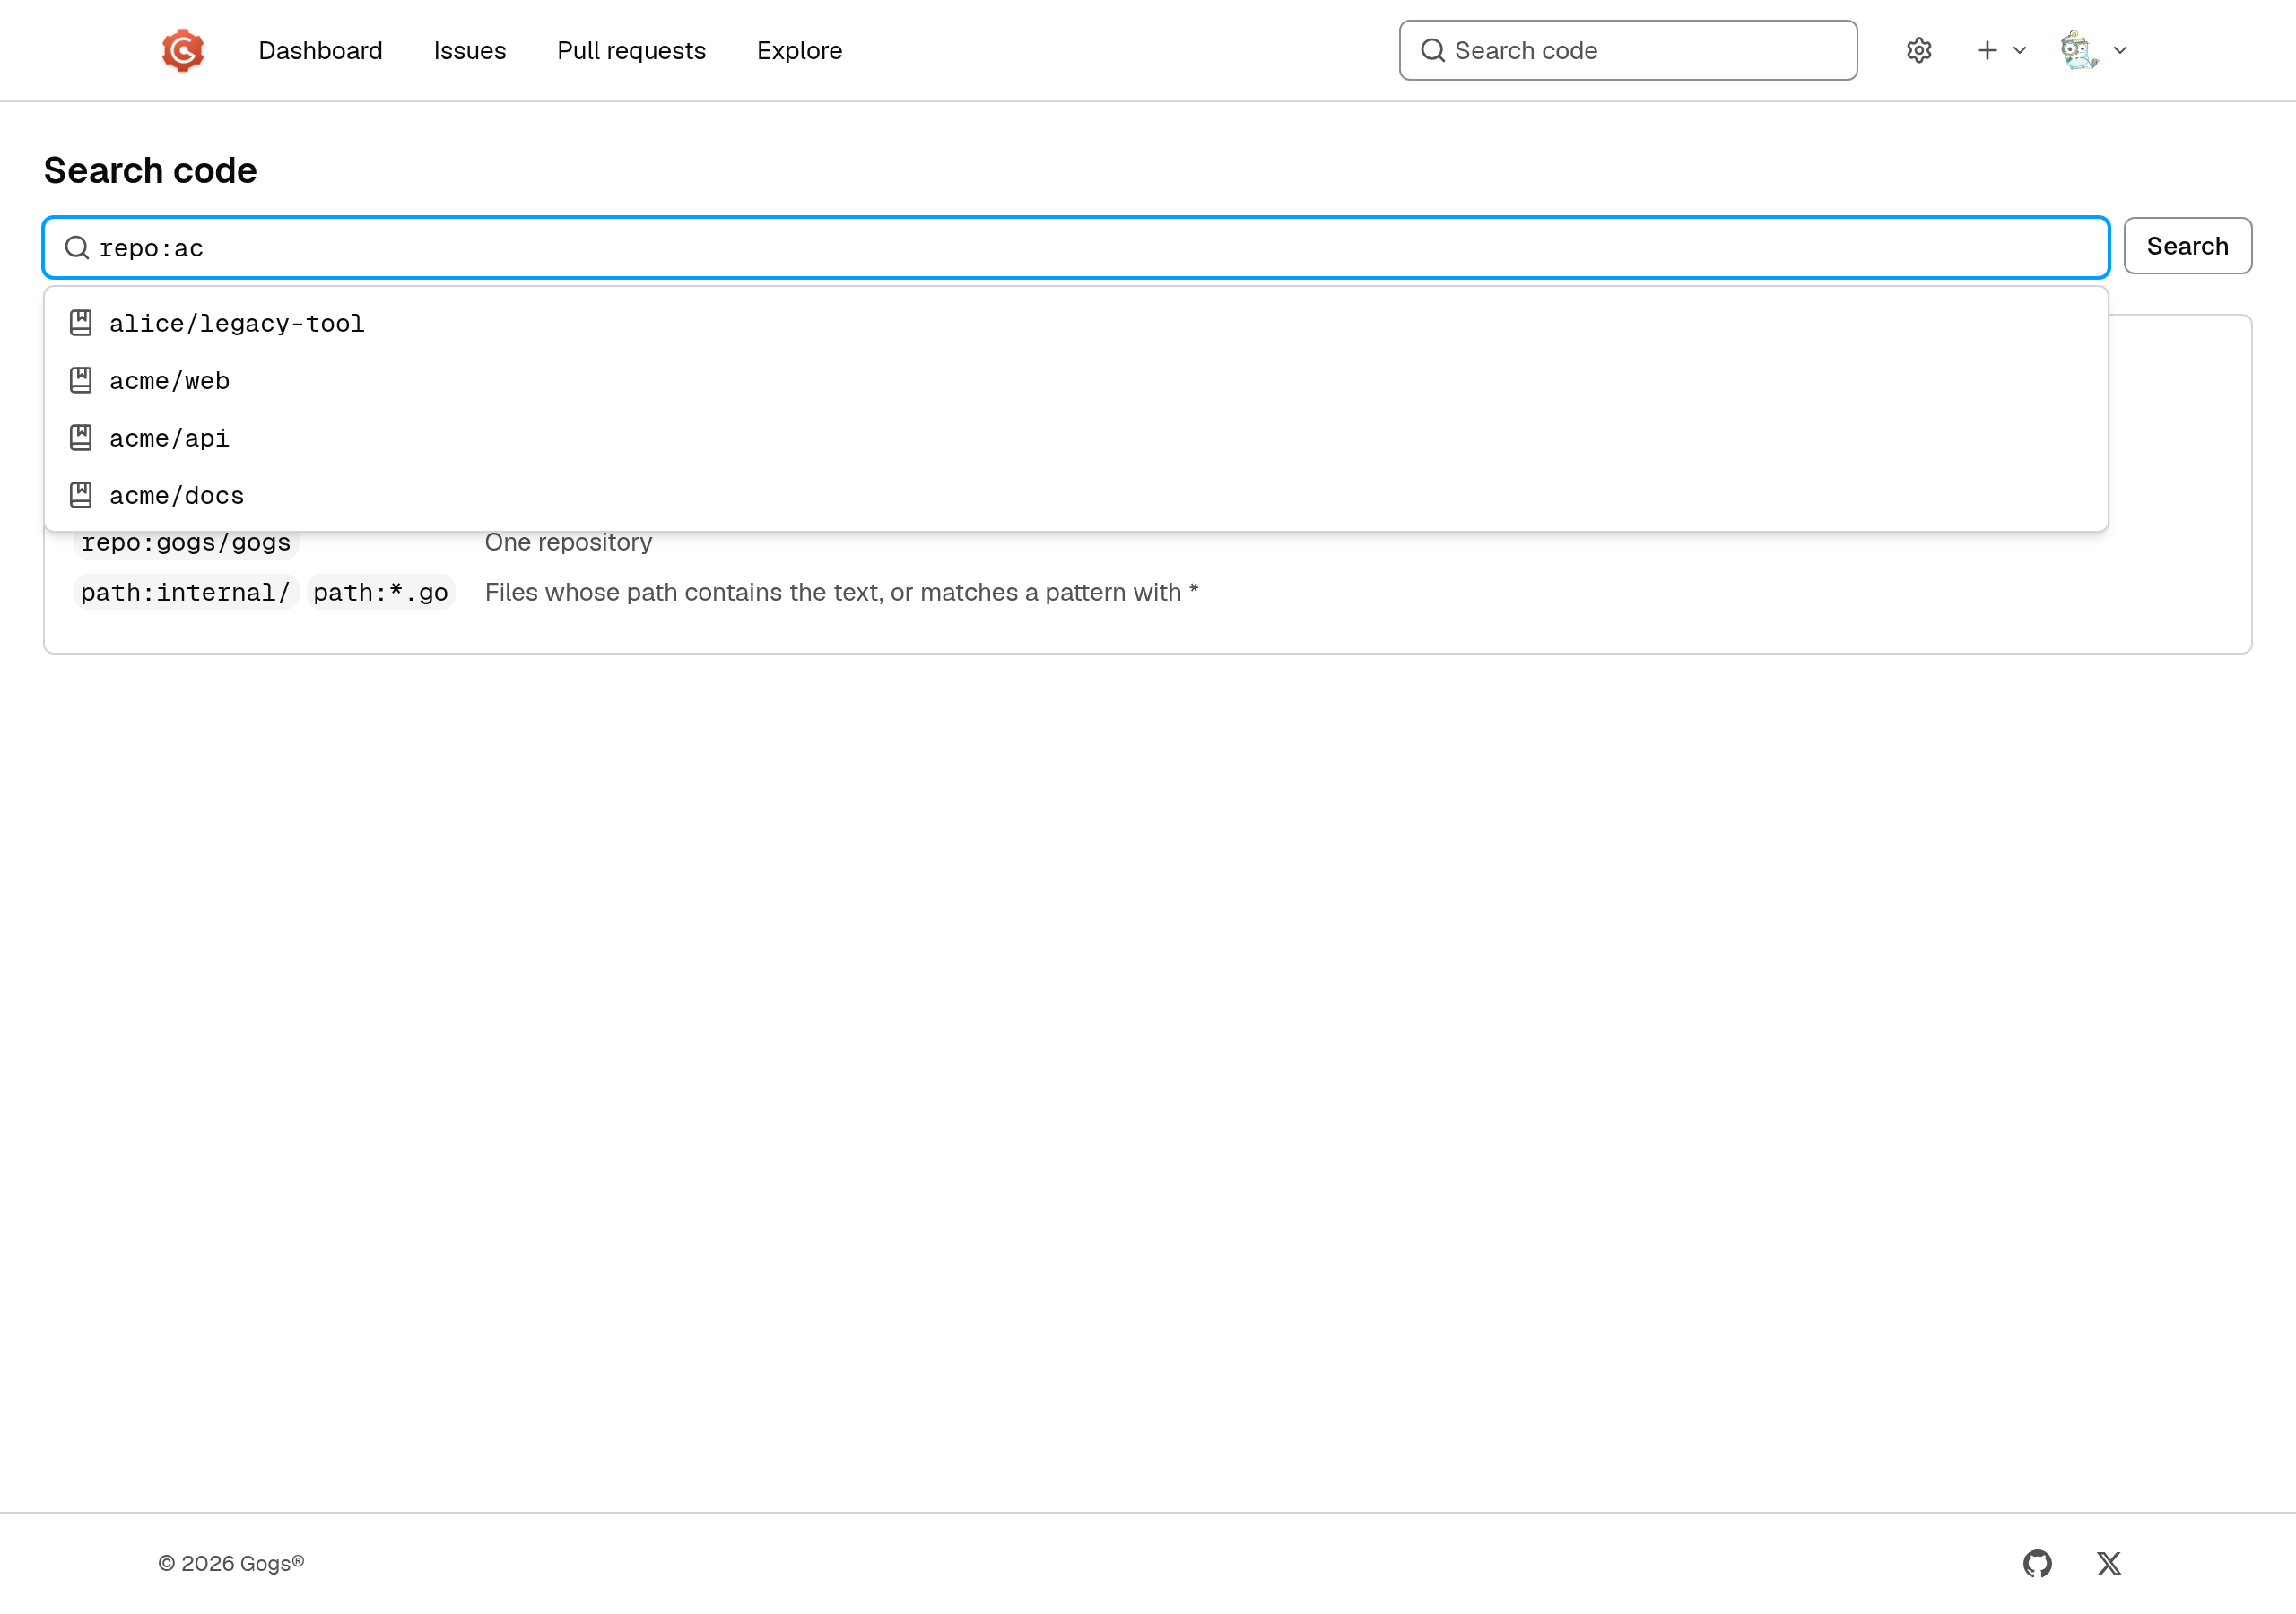 Dashboard Issues Pull requests Explore Search code
Search code
repo:ac Search
alice/legacy-tool
acme/web
acme/api
acme/docs
repo:gogs/gogs One repository
path:internal/ path:*.go Files whose path contains the text, or matches a pattern with *
© 2026 Gogs®